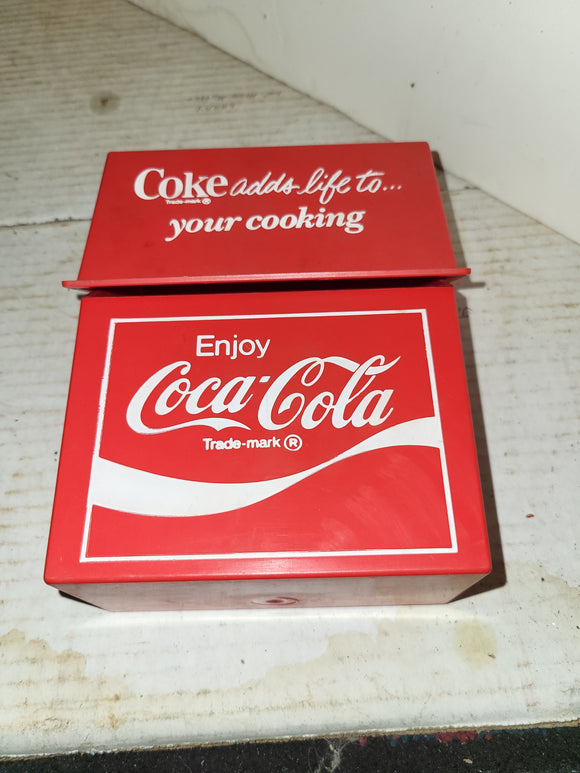 Coke adds life to...
Trade-mark ®
your cooking
Enjoy
Coca-Cola
Trade-mark ®